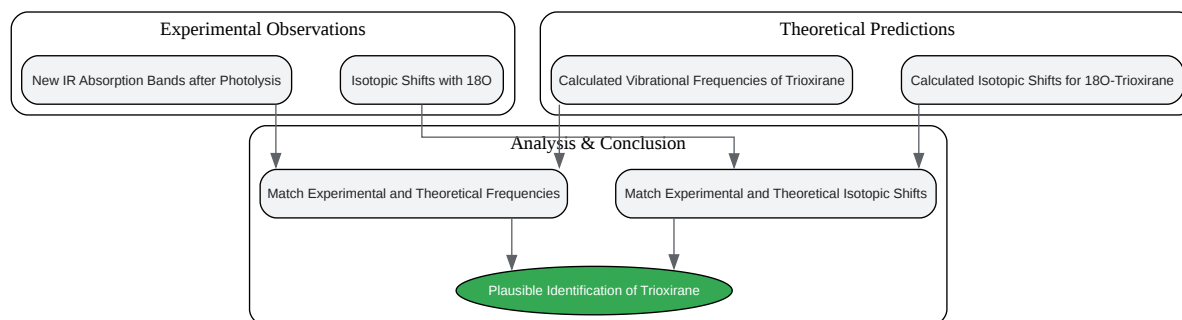 Experimental Observations
Theoretical Predictions
New IR Absorption Bands after Photolysis
Isotopic Shifts with 18O
Calculated Vibrational Frequencies of Trioxirane
Calculated Isotopic Shifts for 18O-Trioxirane
Analysis & Conclusion
Match Experimental and Theoretical Frequencies
Match Experimental and Theoretical Isotopic Shifts
Plausible Identification of Trioxirane